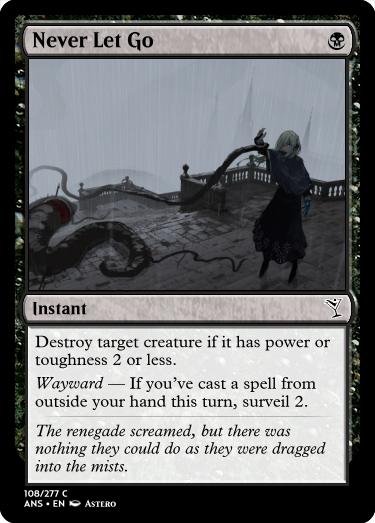 Never Let Go
Instant
Destroy target creature if it has power or
toughness 2 or less.
Wayward — If you've cast a spell from
outside your hand this turn, surveil 2.
The renegade screamed, but there was
nothing they could do as they were dragged
into the mists.
108/277 C
ANS • EN Astero